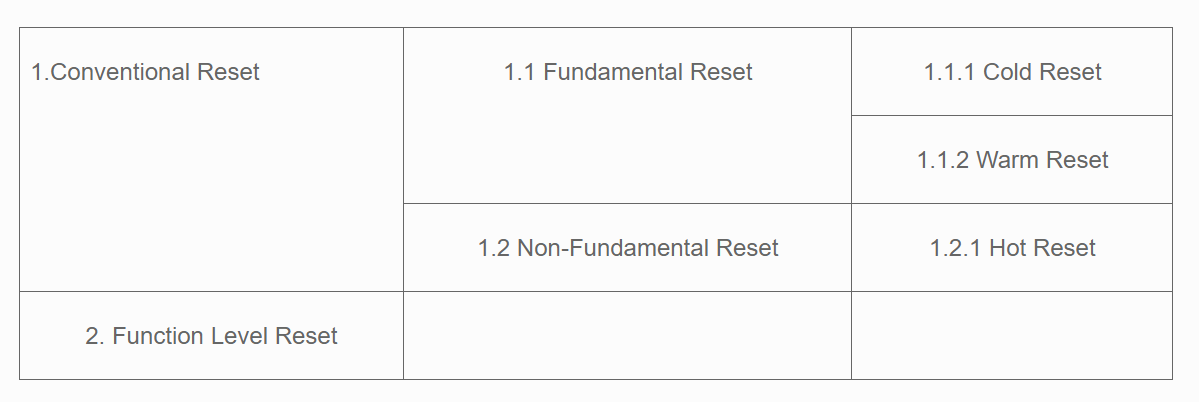 1.Conventional Reset
1.1 Fundamental Reset
1.1.1 Cold Reset
1.1.2 Warm Reset
1.2 Non-Fundamental Reset
1.2.1 Hot Reset
2. Function Level Reset